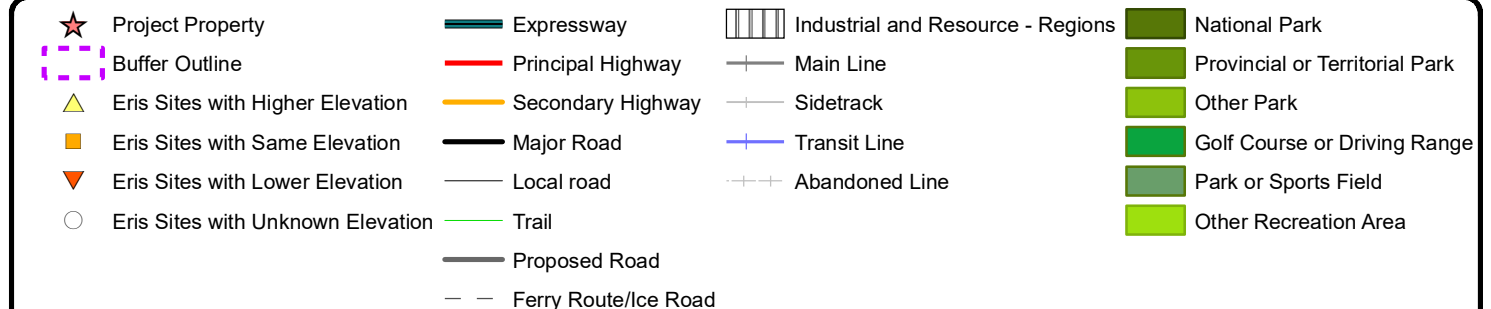 Project Property
Buffer Outline
Eris Sites with Higher Elevation
Eris Sites with Same Elevation
Eris Sites with Lower Elevation
Eris Sites with Unknown Elevation
Expressway
Principal Highway
Secondary Highway
Major Road
Local road
Trail
Proposed Road
Ferry Route/Ice Road
Industrial and Resource - Regions
Main Line
Sidetrack
Transit Line
Abandoned Line
National Park
Provincial or Territorial Park
Other Park
Golf Course or Driving Range
Park or Sports Field
Other Recreation Area